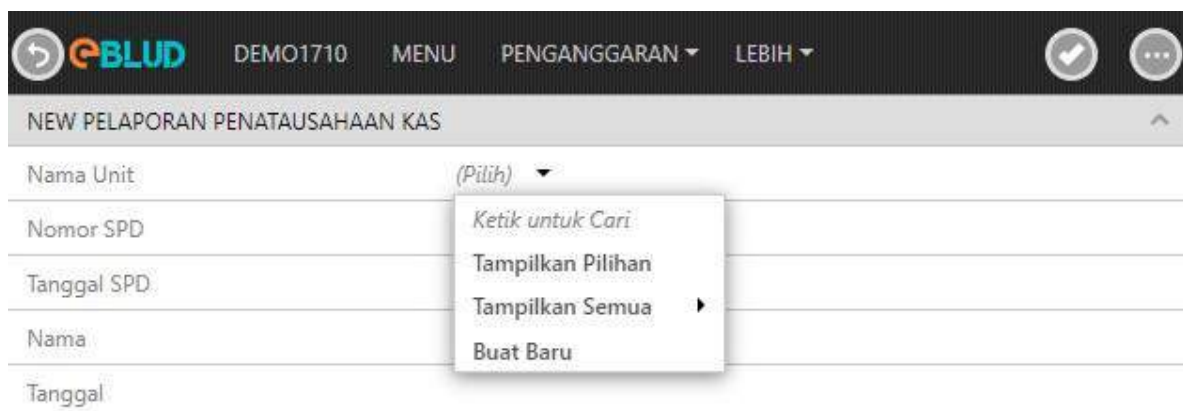 eBLUD DEMO1710 MENU PENGANGGARAN LEBIH
NEW PELAPORAN PENATAUSAHAAN KAS
Nama Unit (Pilih)
Ketik untuk Cari
Nomor SPD
Tampilkan Pilihan
Tanggal SPD
Tampilkan Semua
Nama
Buat Baru
Tanggal